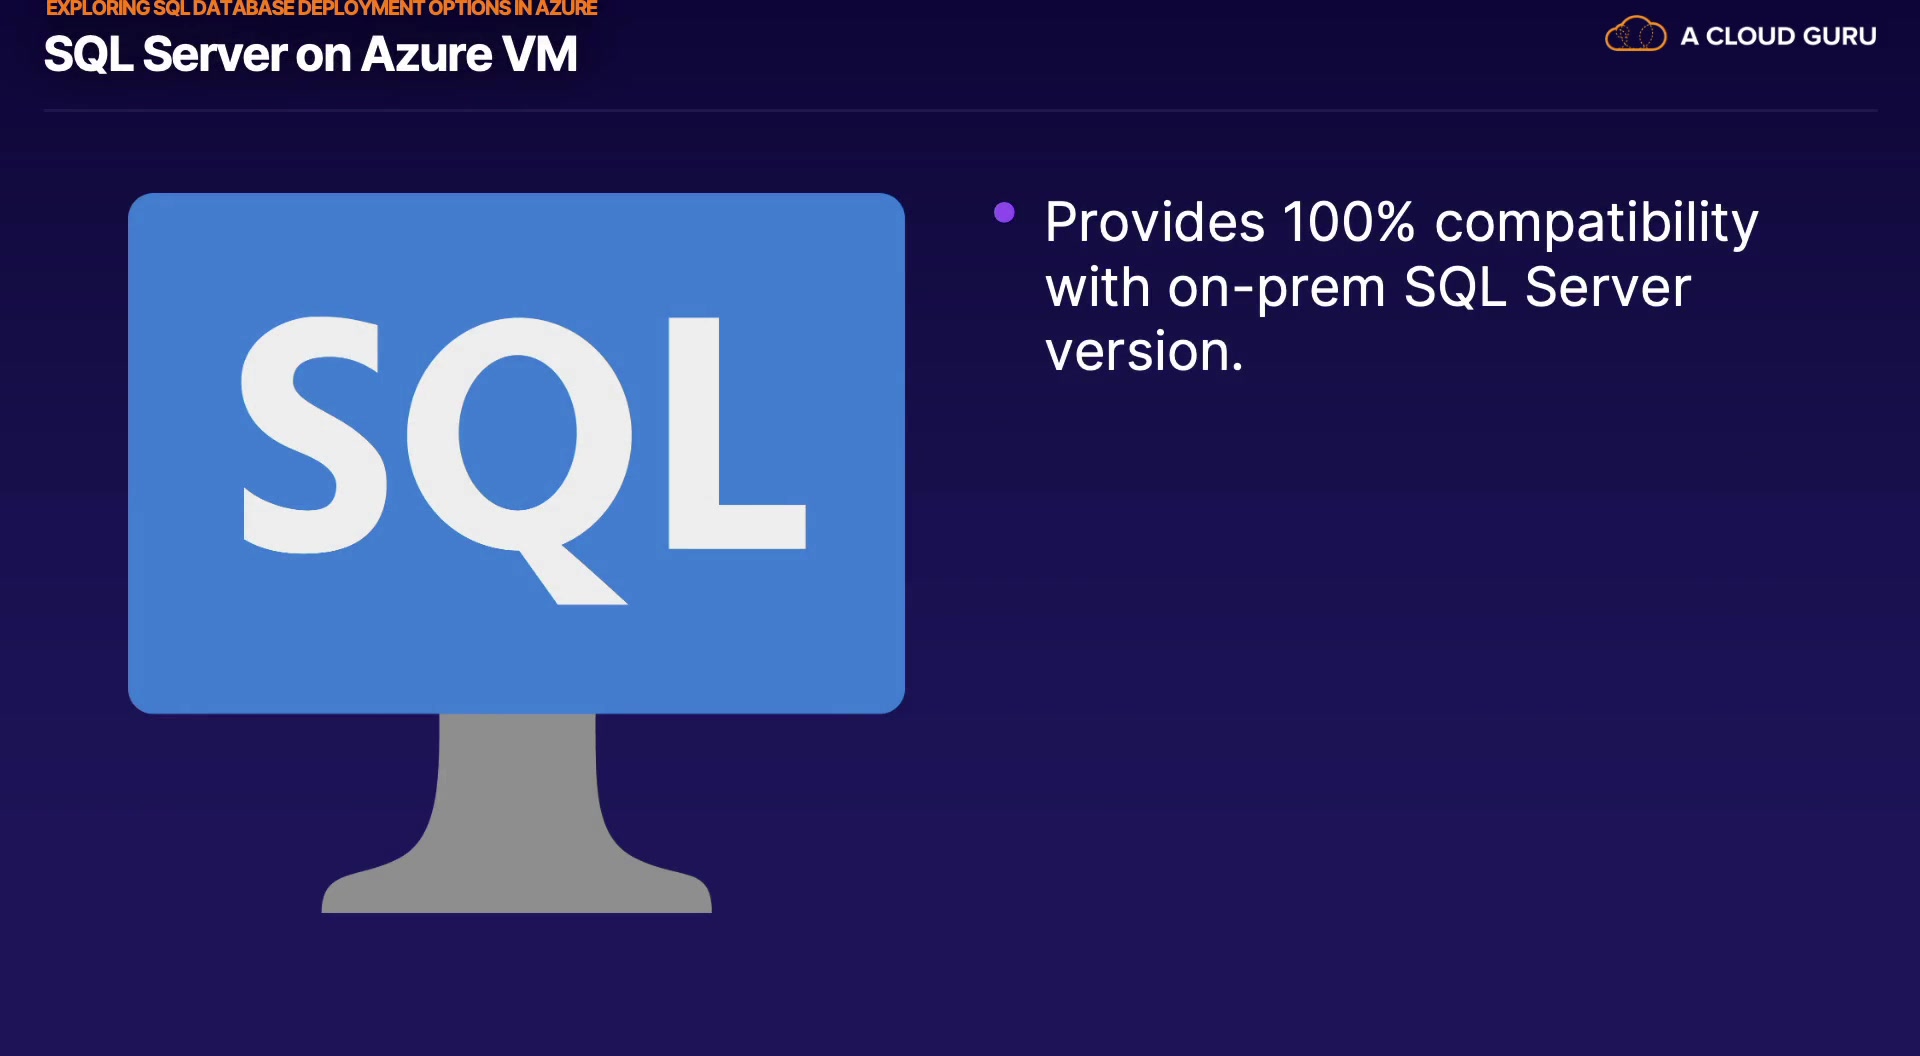 EXPLORING SQL DATABASE DEPLOYMENT OPTIONS IN AZURE
SQL Server on Azure VM
A CLOUD GURU
SQL
Provides 100% compatibility
with on-prem SQL Server
version.